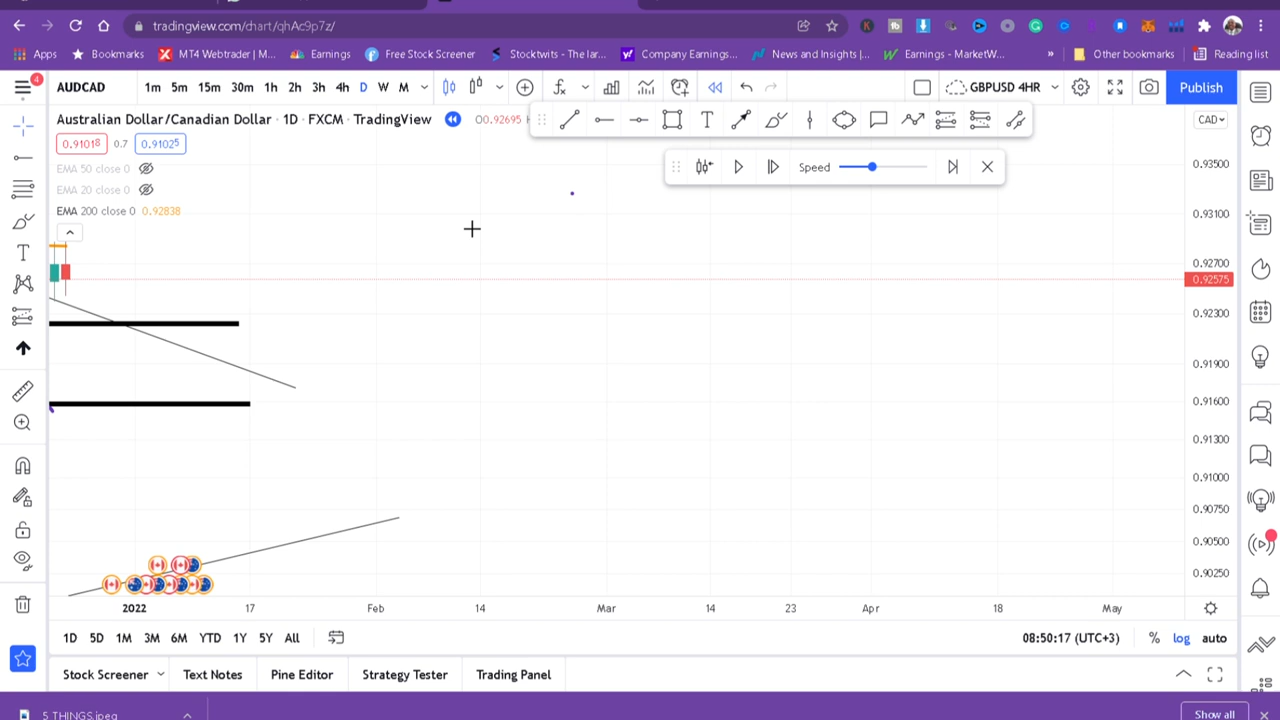 tradingview.com/chart/qhAc9p7z/
Apps Bookmarks MT4 Webtrader | M... Earnings Free Stock Screener Stocktwits - The lar... Company Earnings... News and Insights |... Earnings - MarketW... » Other bookmarks Reading list
4 AUDCAD 1m 5m 15m 30m 1h 2h 3h 4h D W M GBPUSD 4HR Publish
Australian Dollar/Canadian Dollar · 1D · FXCM · TradingView O0.92695 CAD
0.91018 0.7 0.91025
Speed
EMA 50 close 0
EMA 20 close 0
EMA 200 close 0 0.92838
0.93500
0.93100
0.92700
0.92575
0.92300
0.91900
0.91600
0.91300
0.91000
0.90750
0.90500
0.90250
2022 17 Feb 14 Mar 14 23 Apr 18 May
1D 5D 1M 3M 6M YTD 1Y 5Y All 08:50:17 (UTC+3) % log auto
Stock Screener Text Notes Pine Editor Strategy Tester Trading Panel
5 THINGS.jpeg Show all